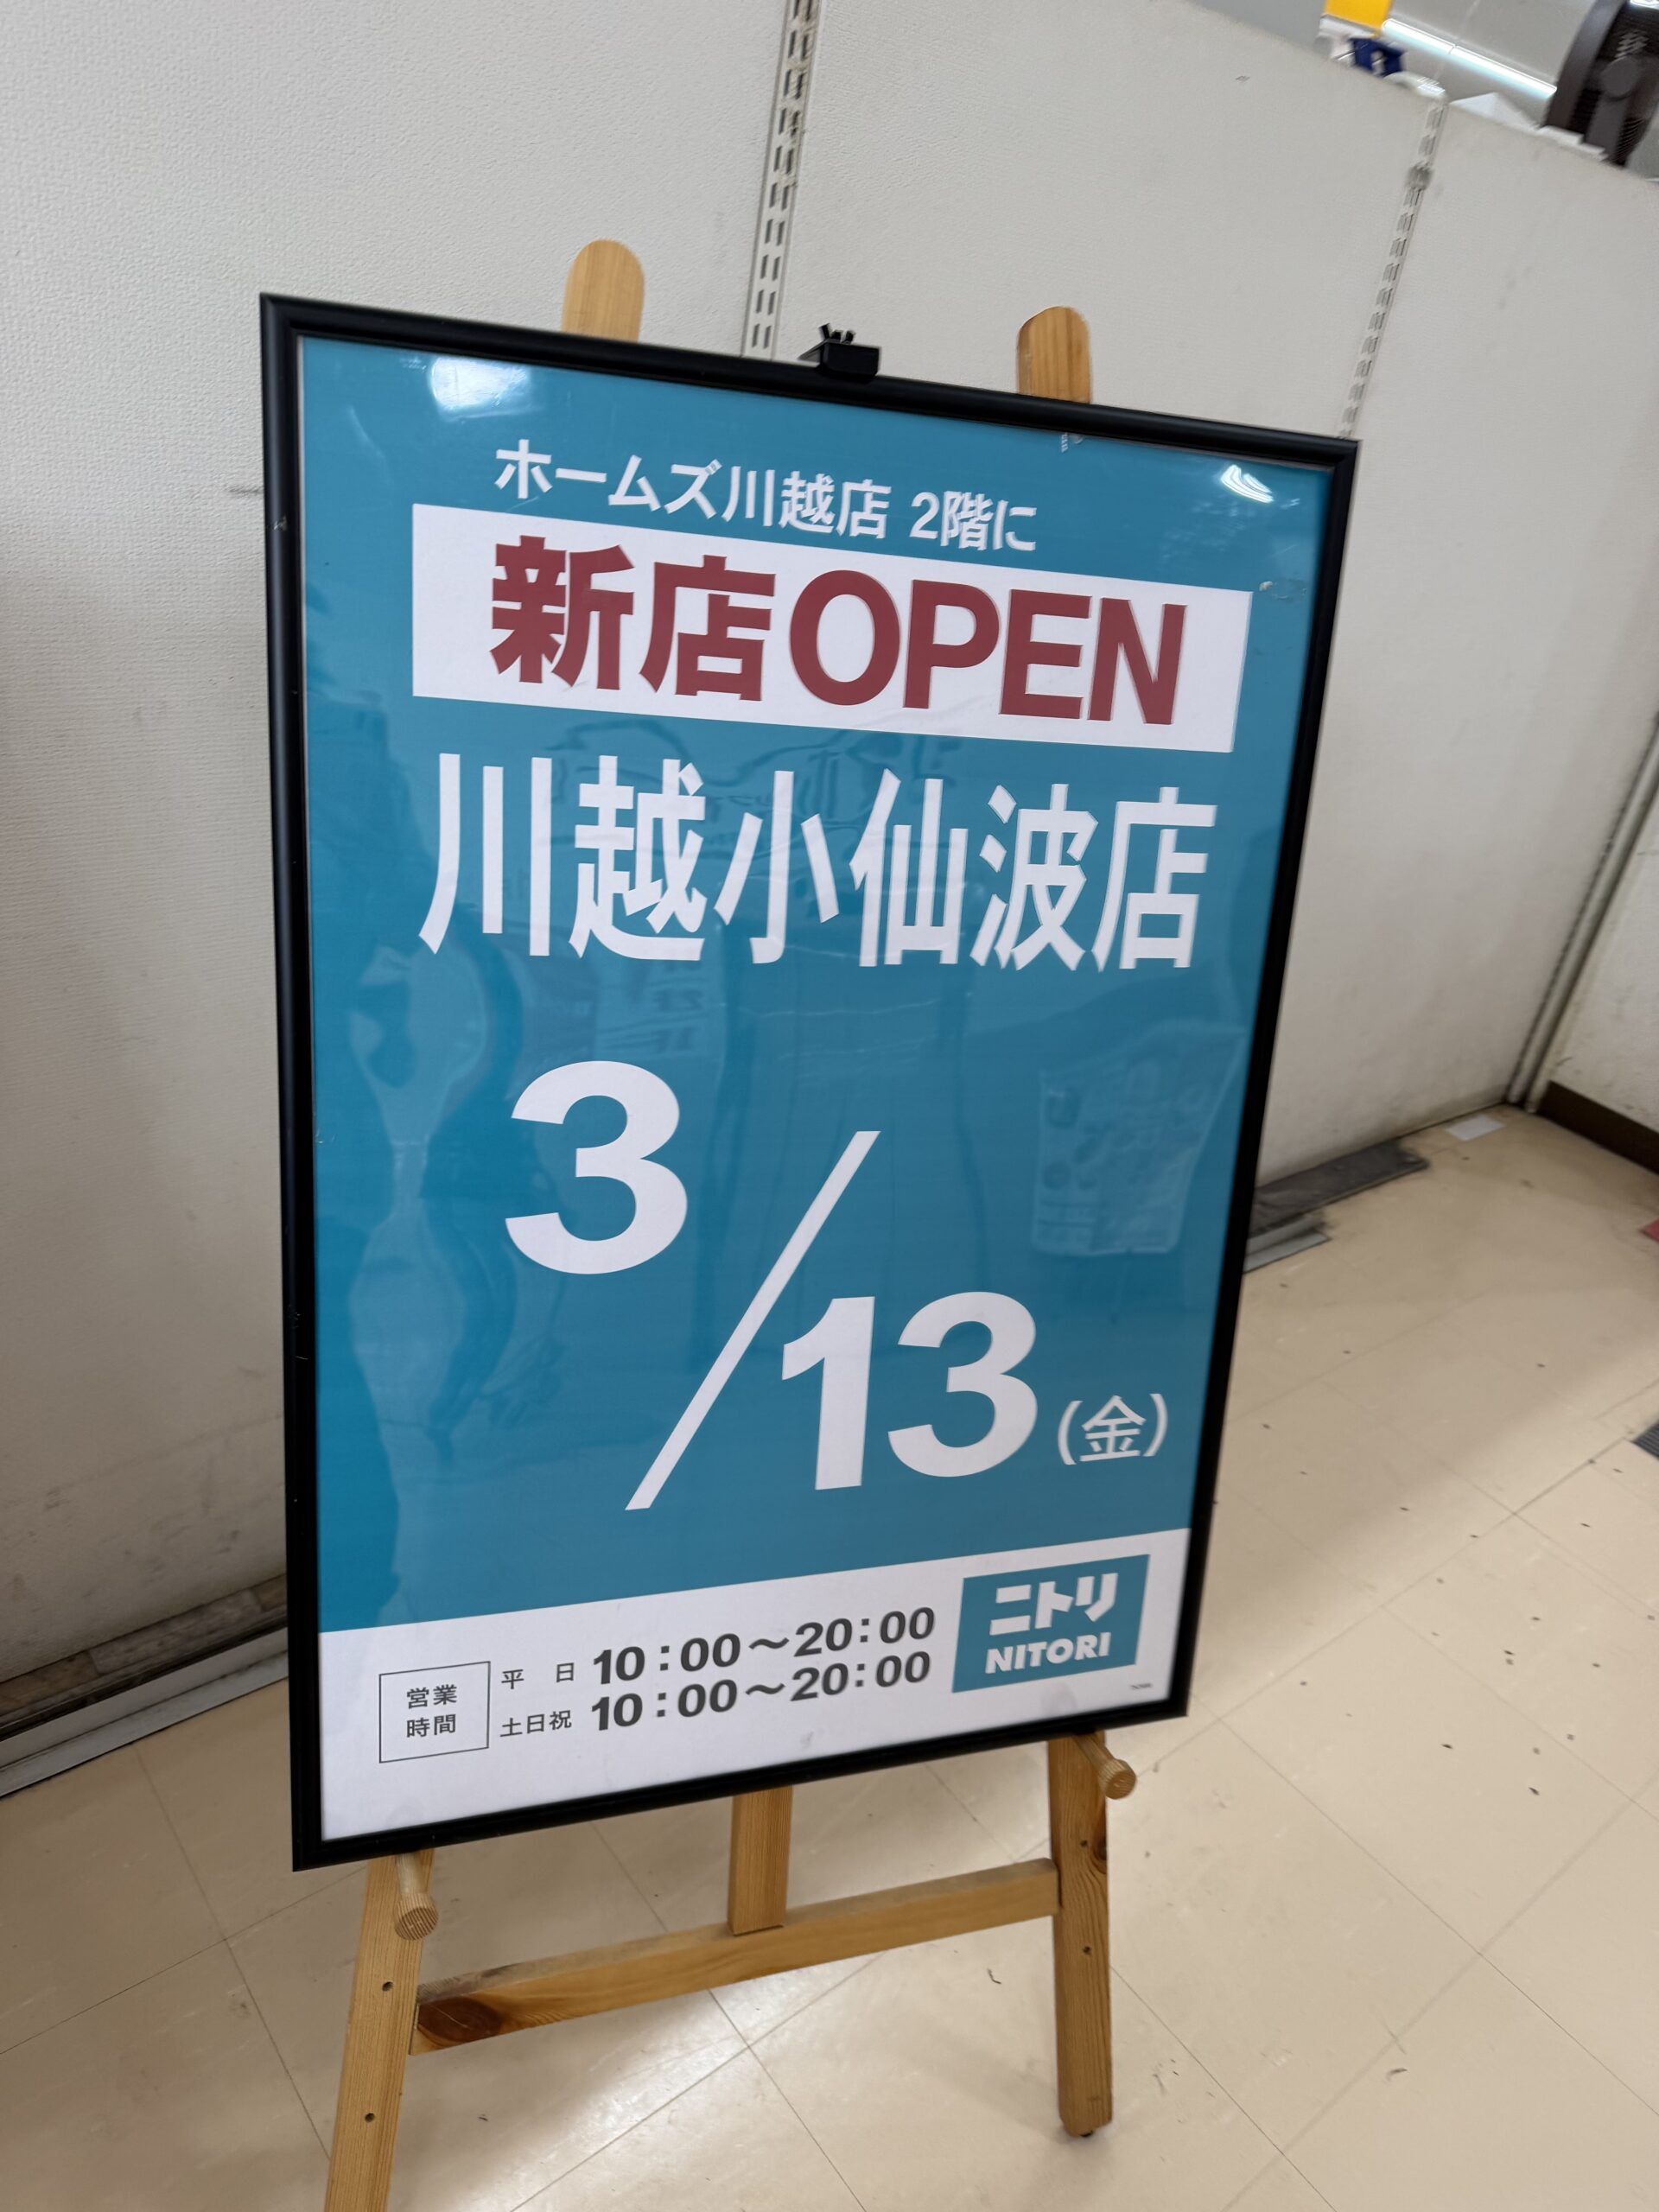 ホームズ川越店 2階に
新店OPEN
川越小仙波店
3/13(金)
営業時間
平 日 10:00～20:00
土日祝 10:00～20:00
ニトリ
NITORI